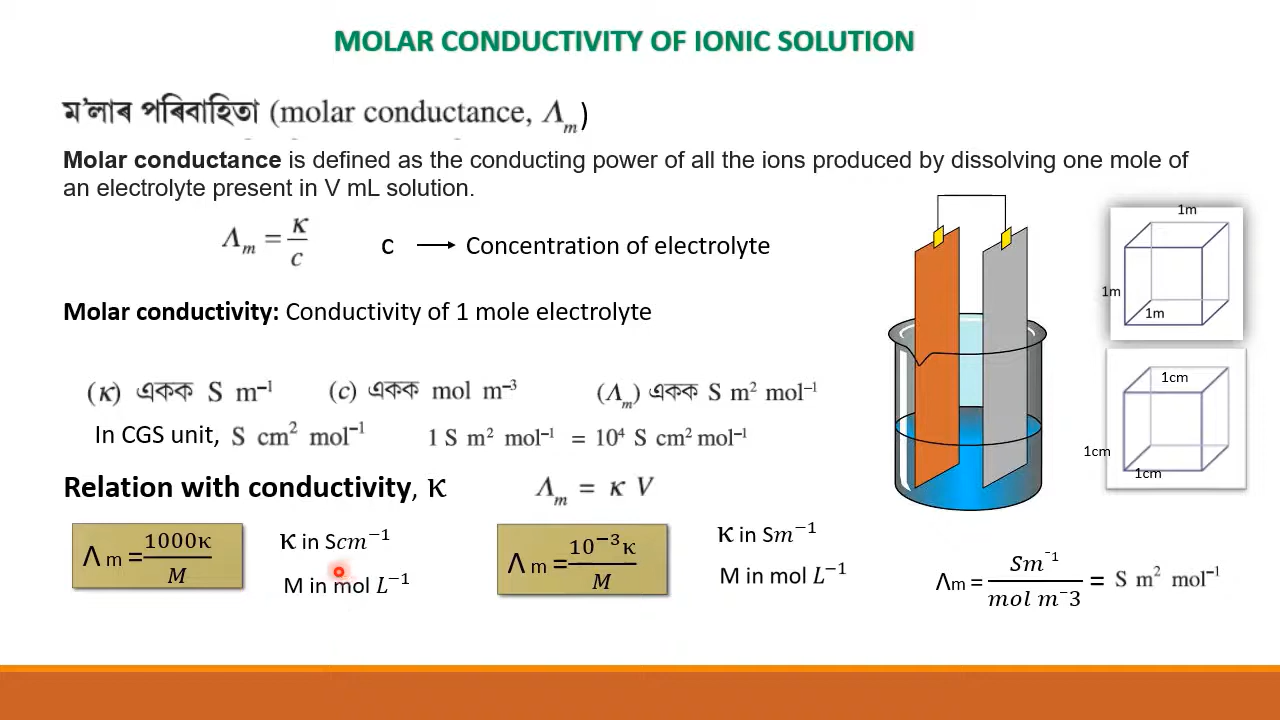 MOLAR CONDUCTIVITY OF IONIC SOLUTION
ম'লাৰ পৰিবাহিতা (molar conductance, Λm)
Molar conductance is defined as the conducting power of all the ions produced by dissolving one mole of
an electrolyte present in V mL solution.
Λm = κ/c
c → Concentration of electrolyte
Molar conductivity: Conductivity of 1 mole electrolyte
(κ) একক S m⁻¹ (c) একক mol m⁻³ (Λm) একক S m² mol⁻¹
In CGS unit, S cm² mol⁻¹ 1 S m² mol⁻¹ = 10⁴ S cm² mol⁻¹
Relation with conductivity, κ Λm = κ V
Λ m = 1000κ/M
κ in Scm⁻¹
M in mol L⁻¹
Λ m = 10⁻³κ/M
κ in Sm⁻¹
M in mol L⁻¹
Λm = Sm⁻¹/mol m⁻3 = S m² mol⁻¹
1m
1m
1m
1cm
1cm
1cm